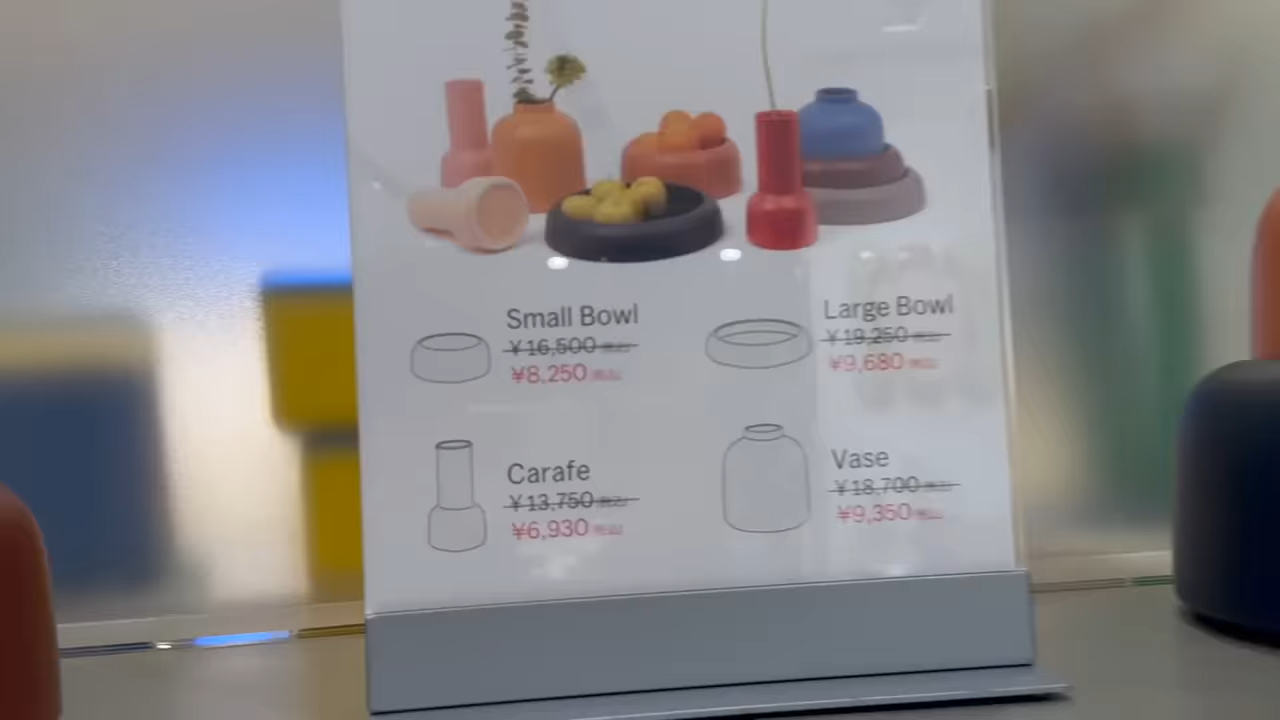 Small Bowl
¥16,500
¥8,250
Large Bowl
¥19,250
¥9,680
Carafe
¥13,750
¥6,930
Vase
¥18,700
¥9,350